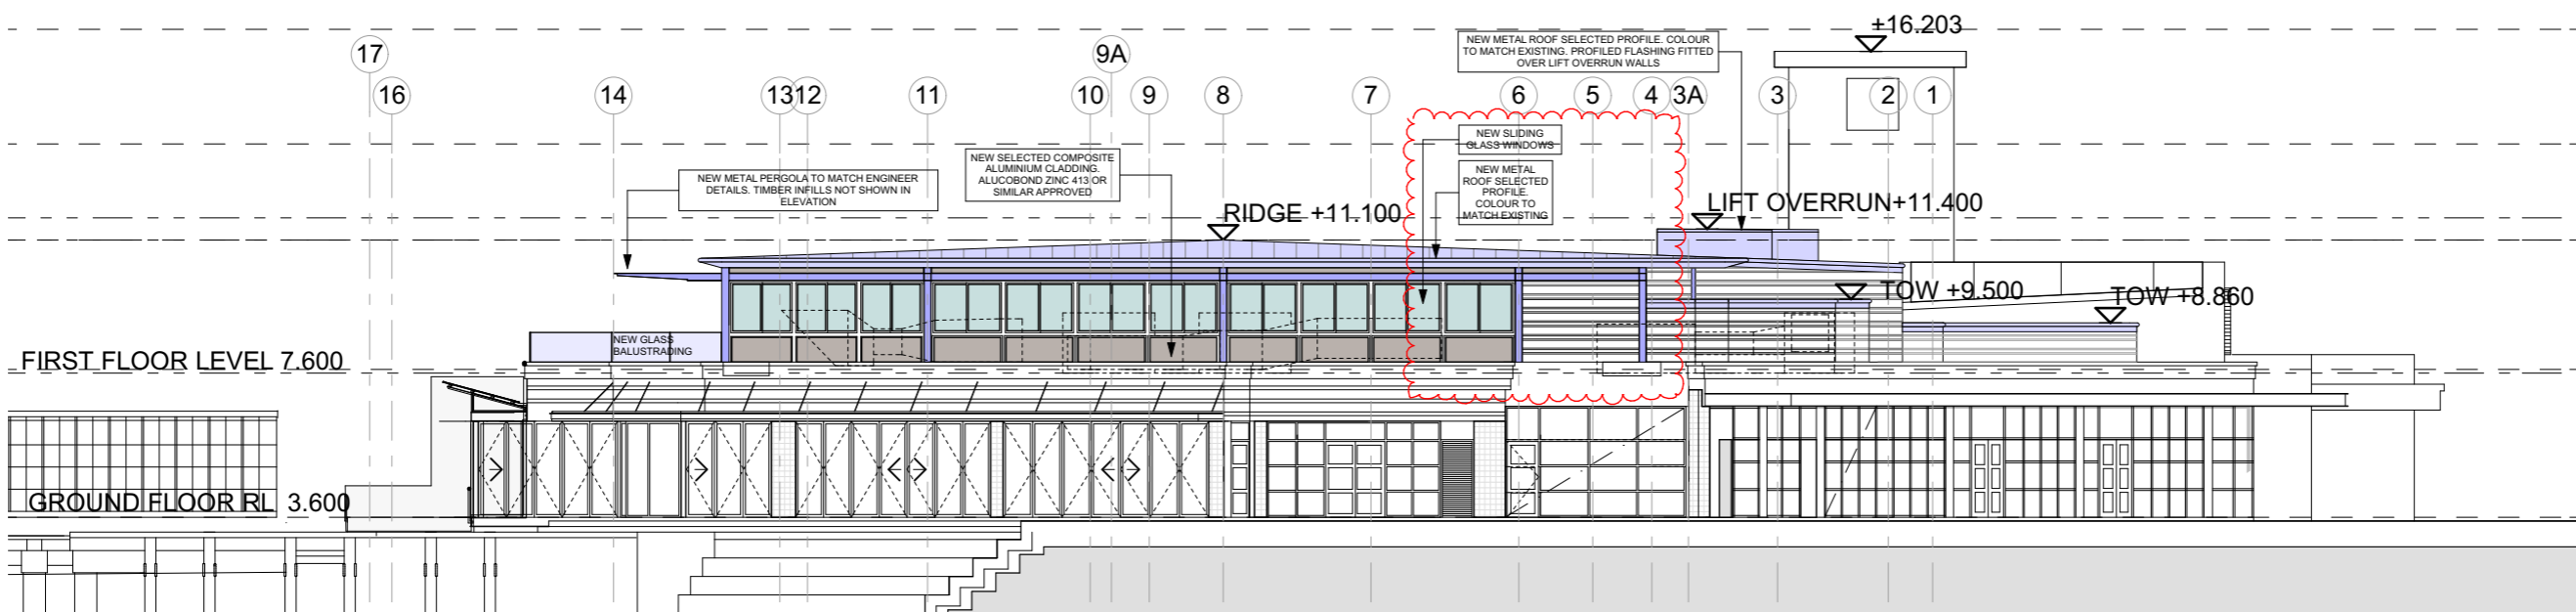 +16.203
17
9A
NEW METAL ROOF SELECTED PROFILE. COLOUR
TO MATCH EXISTING. PROFILED FLASHING FITTED
OVER LIFT OVERRUN WALLS
16
14
13
12
11
10
9
8
7
6
5
4
3A
3
2
1
NEW SLIDING
GLASS WINDOWS
NEW SELECTED COMPOSITE
ALUMINIUM CLADDING.
ALUCOBOND ZINC 413 OR
SIMILAR APPROVED
NEW METAL PERGOLA TO MATCH ENGINEER
DETAILS. TIMBER INFILLS NOT SHOWN IN
ELEVATION
NEW METAL
ROOF SELECTED
PROFILE.
COLOUR TO
MATCH EXISTING
RIDGE +11.100
LIFT OVERRUN+11.400
TOW +9.500
TOW +8.860
NEW GLASS
BALUSTRADING
FIRST FLOOR LEVEL 7.600
GROUND FLOOR RL 3.600